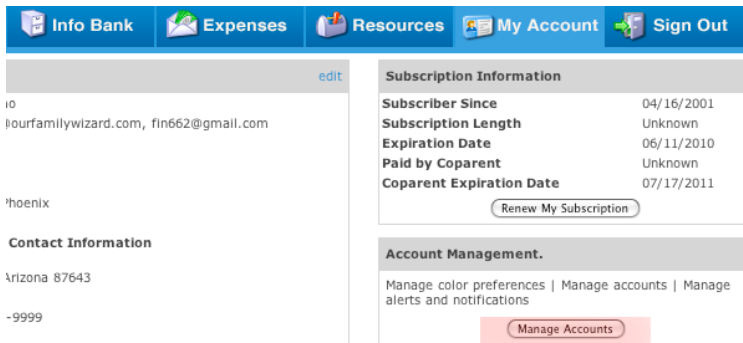 Info Bank Expenses Resources My Account Sign Out
edit
@ourfamilywizard.com, fin662@gmail.com
Phoenix
Contact Information
Arizona 87643
-9999
Subscription Information
Subscriber Since 04/16/2001
Subscription Length Unknown
Expiration Date 06/11/2010
Paid by Coparent Unknown
Coparent Expiration Date 07/17/2011
Renew My Subscription
Account Management.
Manage color preferences | Manage accounts | Manage
alerts and notifications
Manage Accounts